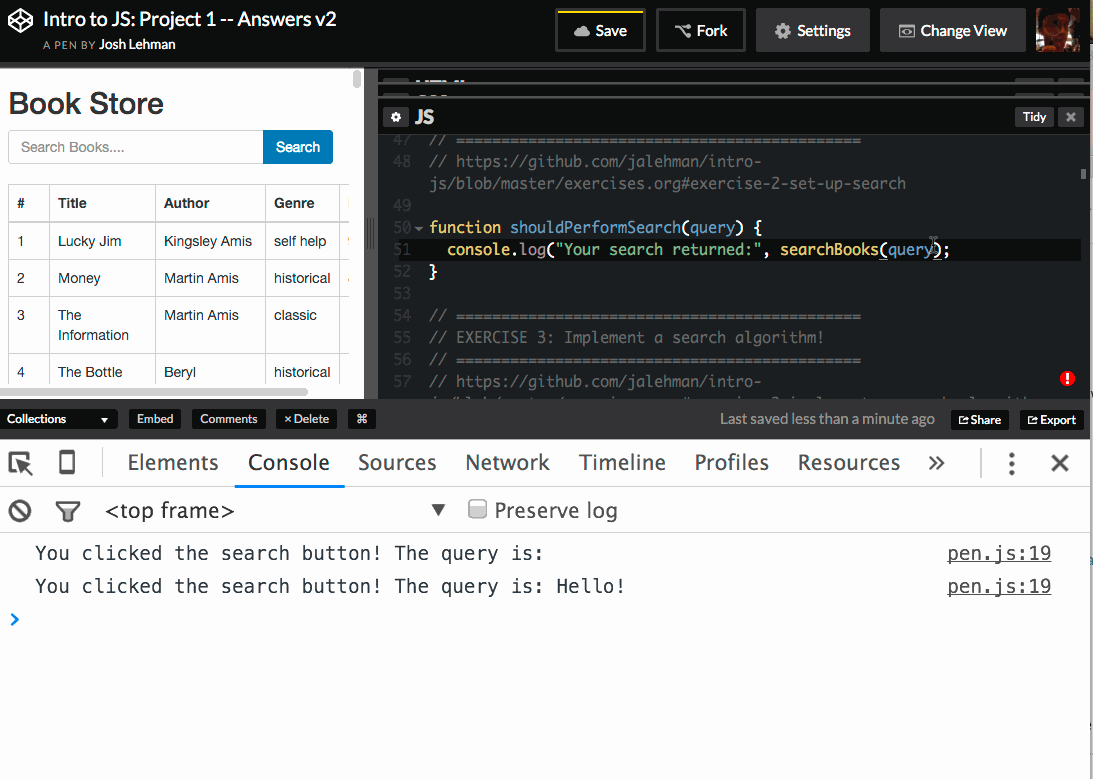 Intro to JS: Project 1 -- Answers v2
A PEN BY Josh Lehman
Save
Fork
Settings
Change View
Book Store
Search Books....
Search
# Title Author Genre
1 Lucky Jim Kingsley Amis self help
2 Money Martin Amis historical
3 The Information Martin Amis classic
4 The Bottle Beryl historical
JS
Tidy
47 // =============================================
48 // https://github.com/jalehman/intro-
js/blob/master/exercises.org#exercise-2-set-up-search
49
50 function shouldPerformSearch(query) {
51 console.log("Your search returned:", searchBooks(query);
52 }
53
54 // =============================================
55 // EXERCISE 3: Implement a search algorithm!
56 // =============================================
57 // https://github.com/jalehman/intro-
Collections
Embed
Comments
×Delete
⌘
Last saved less than a minute ago
Share
Export
Elements Console Sources Network Timeline Profiles Resources »
<top frame> ▼ Preserve log
You clicked the search button! The query is: pen.js:19
You clicked the search button! The query is: Hello! pen.js:19
>